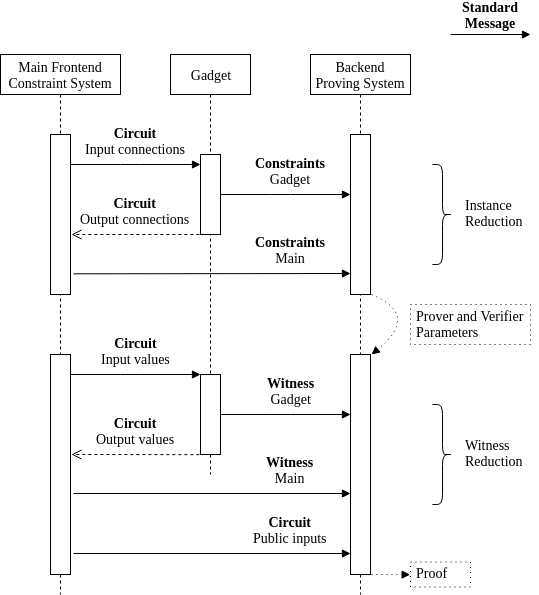 Standard
Message
Main Frontend
Constraint System
Gadget
Backend
Proving System
Circuit
Input connections
Constraints
Gadget
Circuit
Output connections
Constraints
Main
Instance
Reduction
Prover and Verifier
Parameters
Circuit
Input values
Witness
Gadget
Circuit
Output values
Witness
Main
Witness
Reduction
Circuit
Public inputs
Proof